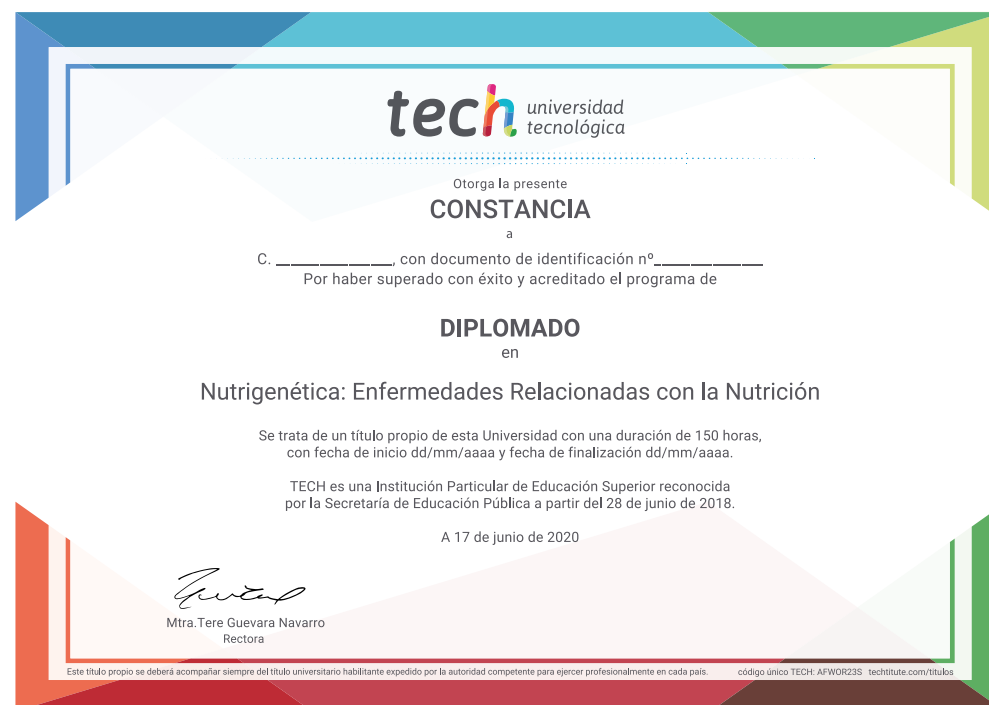 tech universidad
tecnológica
Otorga la presente
CONSTANCIA
a
C. ______________, con documento de identificación nº_____________
Por haber superado con éxito y acreditado el programa de
DIPLOMADO
en
Nutrigenética: Enfermedades Relacionadas con la Nutrición
Se trata de un título propio de esta Universidad con una duración de 150 horas,
con fecha de inicio dd/mm/aaaa y fecha de finalización dd/mm/aaaa.
TECH es una Institución Particular de Educación Superior reconocida
por la Secretaría de Educación Pública a partir del 28 de junio de 2018.
A 17 de junio de 2020
Mtra.Tere Guevara Navarro
Rectora
Este título propio se deberá acompañar siempre del título universitario habilitante expedido por la autoridad competente para ejercer profesionalmente en cada país. código único TECH: AFWOR23S techtitute.com/titulos